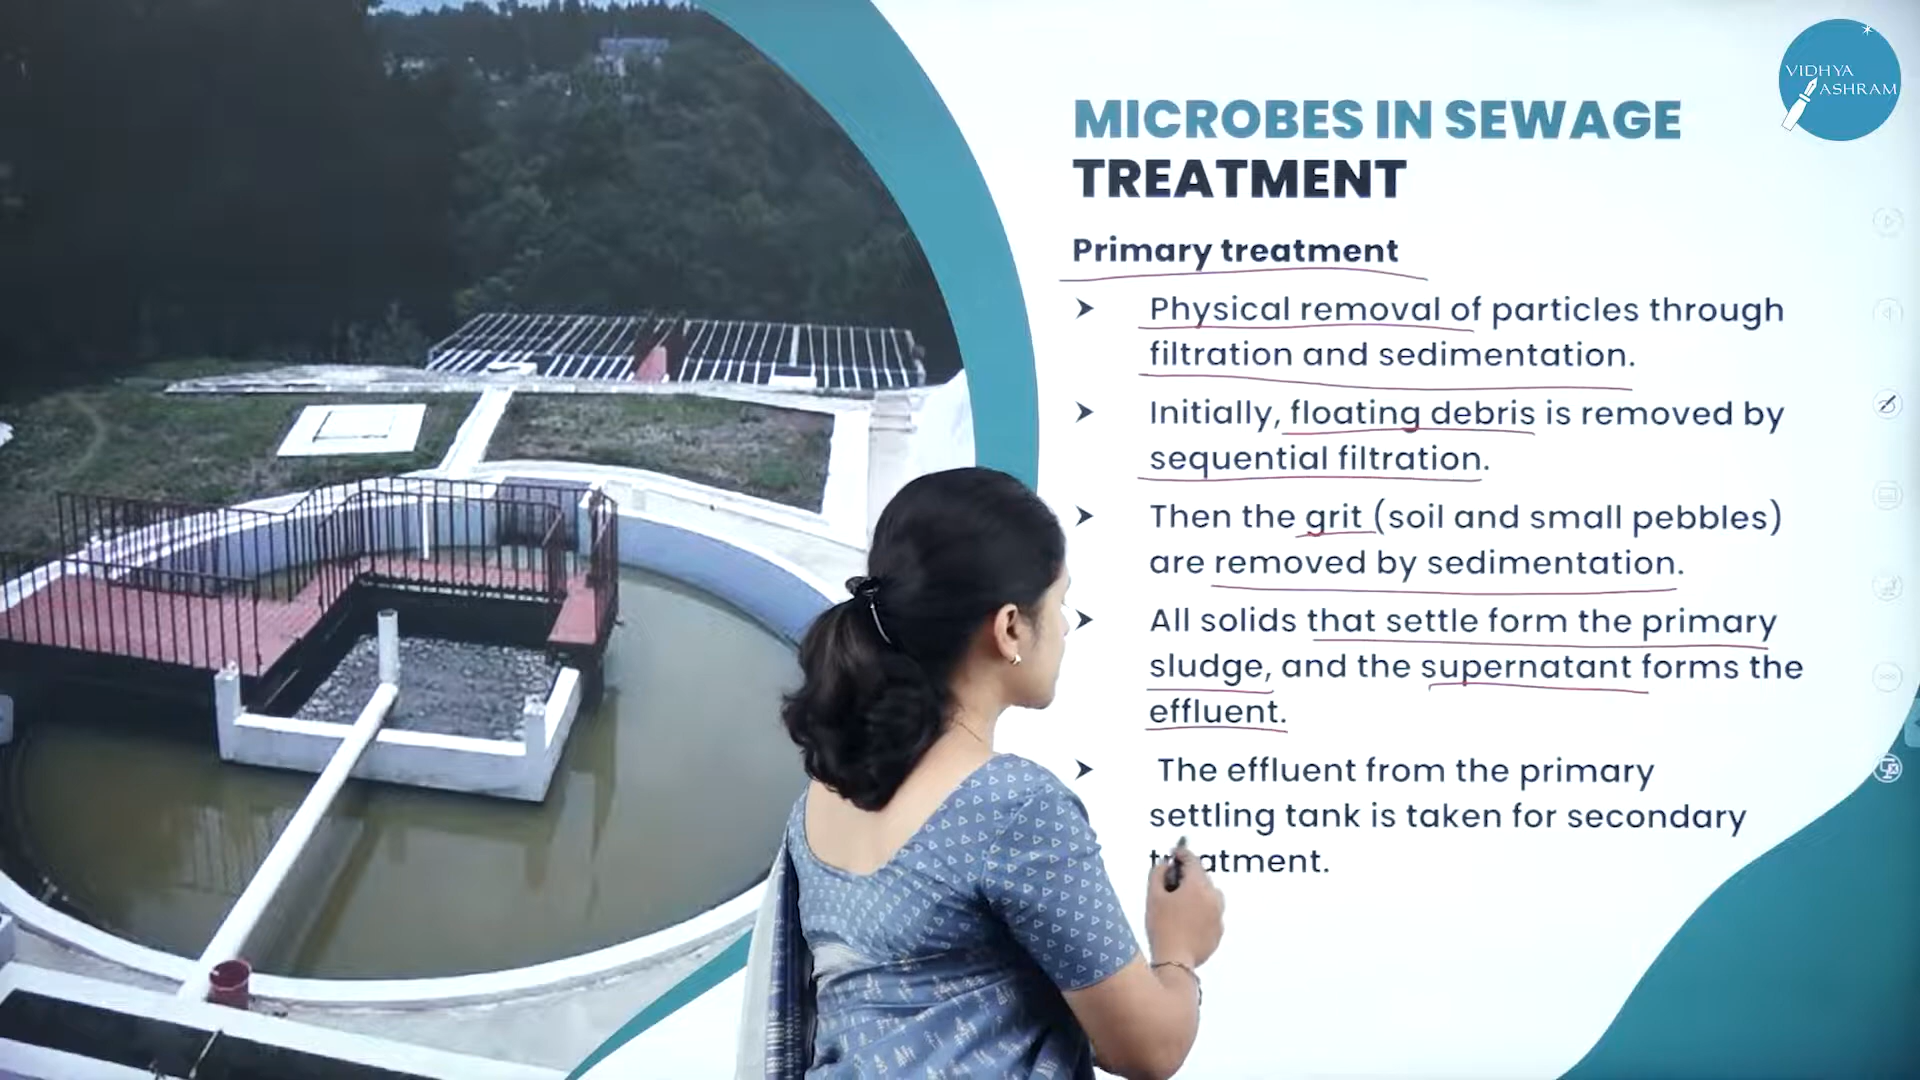 VIDHYA
ASHRAM
MICROBES IN SEWAGE
TREATMENT
Primary treatment
➤ Physical removal of particles through
filtration and sedimentation.
➤ Initially, floating debris is removed by
sequential filtration.
➤ Then the grit (soil and small pebbles)
are removed by sedimentation.
➤ All solids that settle form the primary
sludge, and the supernatant forms the
effluent.
➤ The effluent from the primary
settling tank is taken for secondary
treatment.